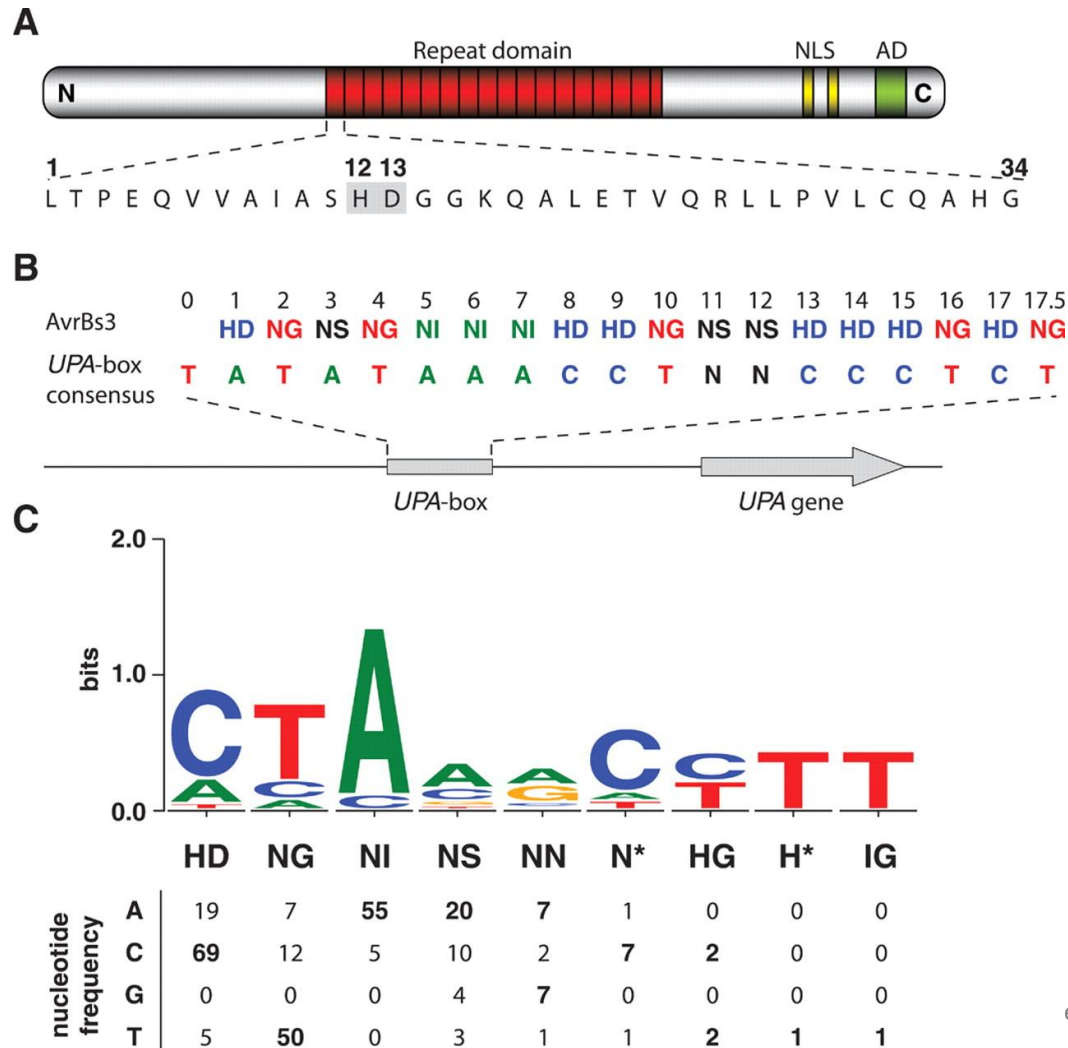 A
Repeat domain NLS AD
N C
1 12 13 34
L T P E Q V V A I A S H D G G K Q A L E T V Q R L L P V L C Q A H G
B
0 1 2 3 4 5 6 7 8 9 10 11 12 13 14 15 16 17 17.5
AvrBs3 HD NG NS NG NI NI NI HD HD NG NS NS HD HD HD NG HD NG
UPA-box consensus T A T A T A A A C C T N N C C C T C T
UPA-box UPA gene
C
2.0
bits
1.0
0.0
C T A A A C C T T
A C C C G A T
T A
HD NG NI NS NN N* HG H* IG
nucleotide frequency
A 19 7 55 20 7 1 0 0 0
C 69 12 5 10 2 7 2 0 0
G 0 0 0 4 7 0 0 0 0
T 5 50 0 3 1 1 2 1 1